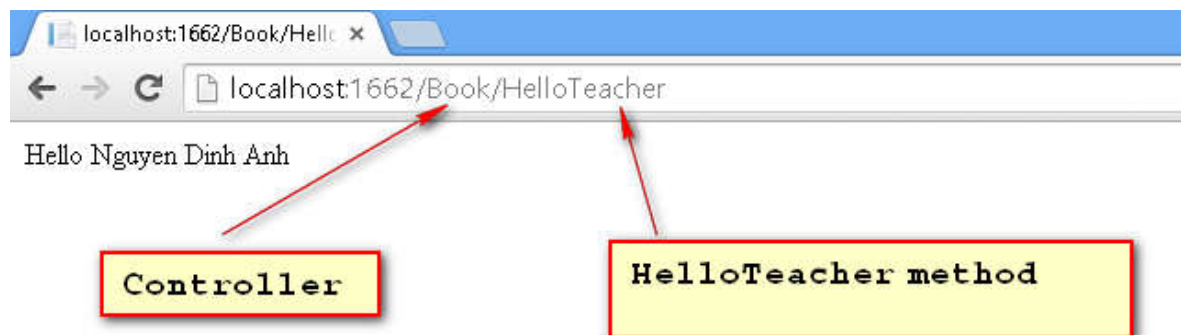 localhost:1662/Book/Hello
localhost:1662/Book/HelloTeacher
Hello Nguyen Dinh Anh
Controller
HelloTeacher method